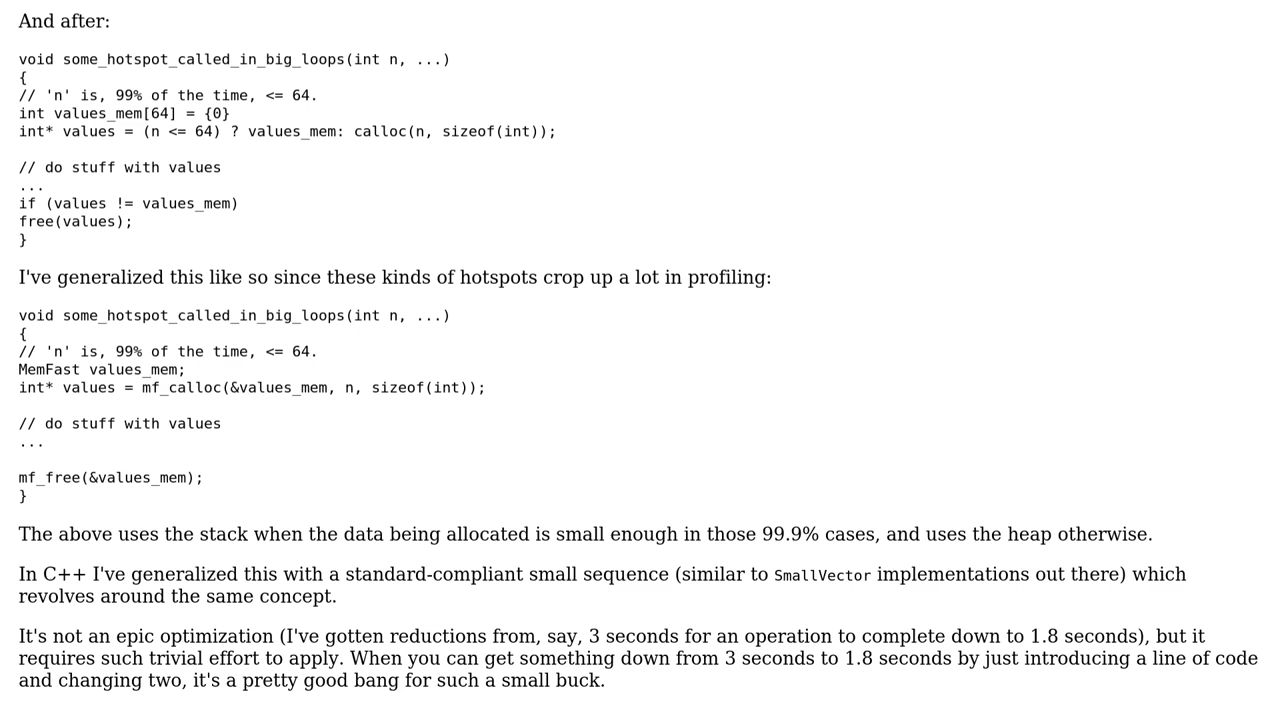 And after:
void some_hotspot_called_in_big_loops(int n, ...)
{
// 'n' is, 99% of the time, <= 64.
int values_mem[64] = {0}
int* values = (n <= 64) ? values_mem: calloc(n, sizeof(int));
// do stuff with values
...
if (values != values_mem)
free(values);
}
I've generalized this like so since these kinds of hotspots crop up a lot in profiling:
void some_hotspot_called_in_big_loops(int n, ...)
{
// 'n' is, 99% of the time, <= 64.
MemFast values_mem;
int* values = mf_calloc(&values_mem, n, sizeof(int));
// do stuff with values
...
mf_free(&values_mem);
}
The above uses the stack when the data being allocated is small enough in those 99.9% cases, and uses the heap otherwise.
In C++ I've generalized this with a standard-compliant small sequence (similar to SmallVector implementations out there) which
revolves around the same concept.
It's not an epic optimization (I've gotten reductions from, say, 3 seconds for an operation to complete down to 1.8 seconds), but it
requires such trivial effort to apply. When you can get something down from 3 seconds to 1.8 seconds by just introducing a line of code
and changing two, it's a pretty good bang for such a small buck.